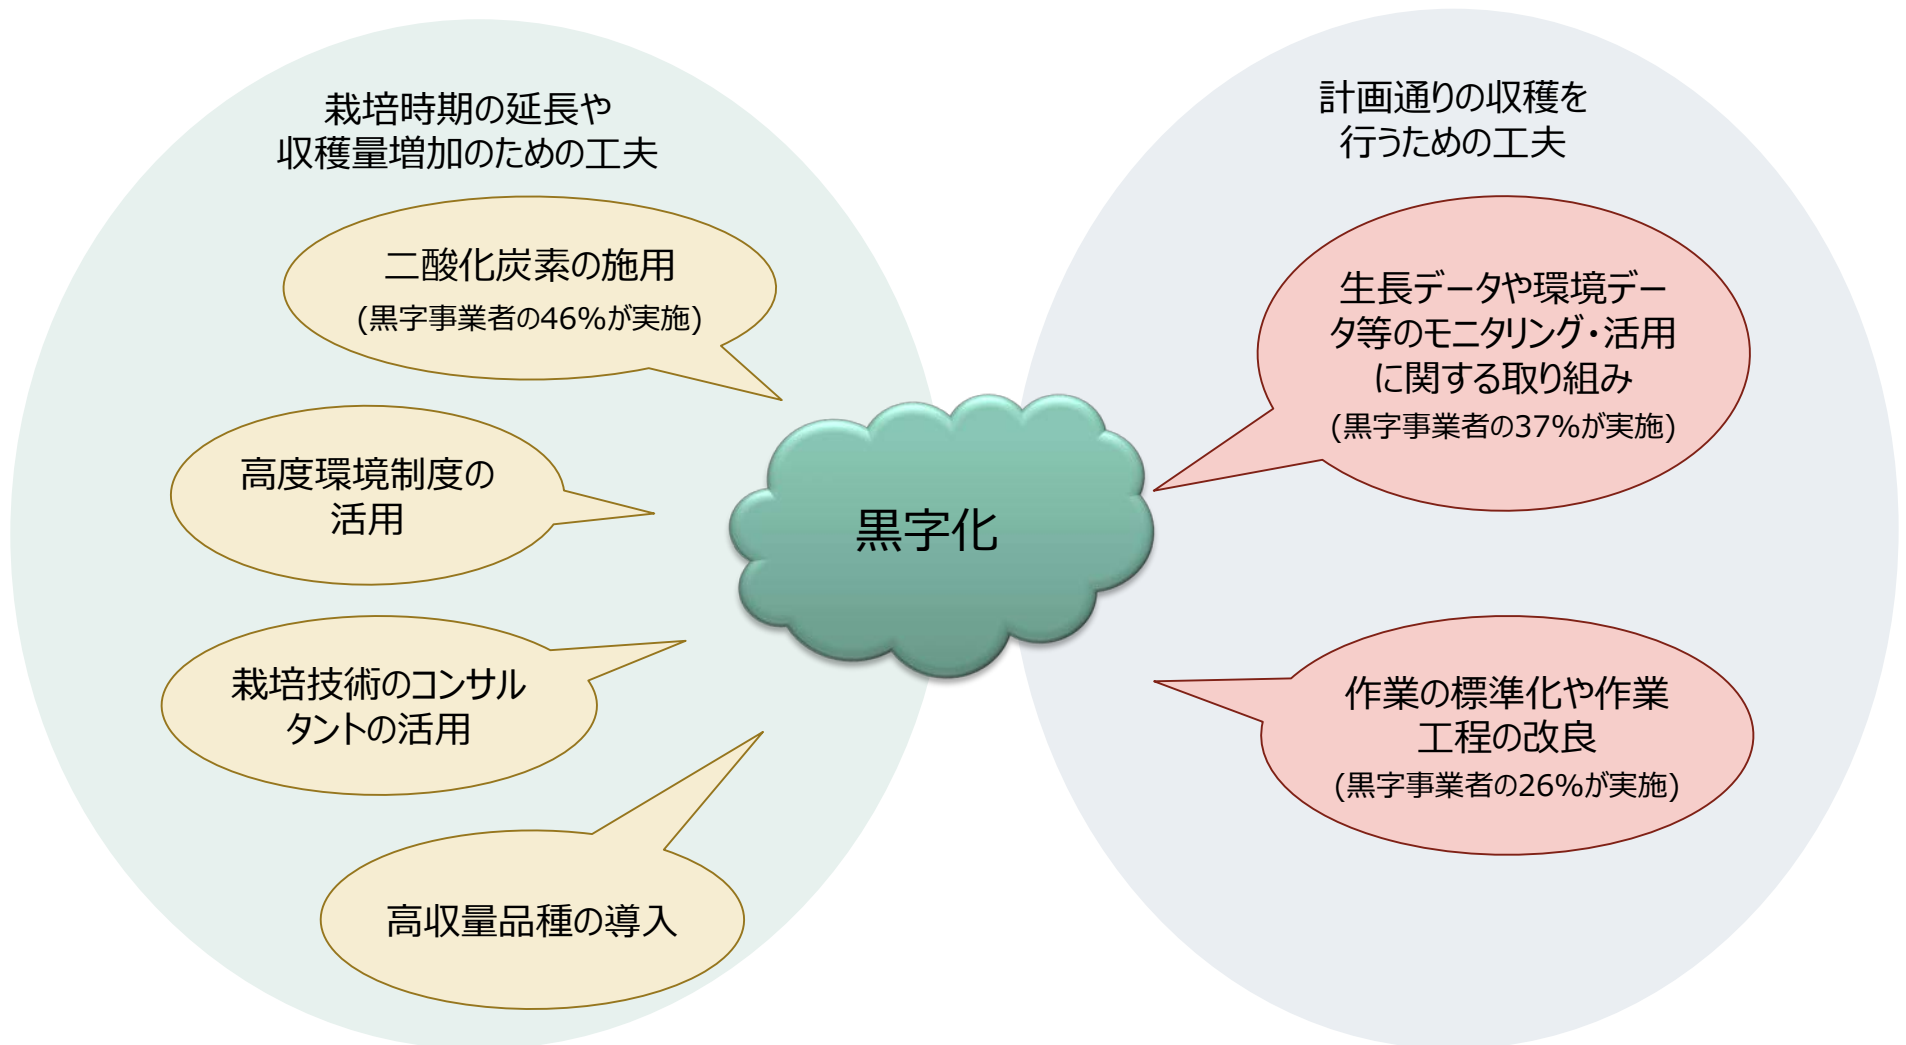 栽培時期の延長や
収穫量増加のための工夫
二酸化炭素の施用
(黒字事業者の46%が実施)
高度環境制度の
活用
栽培技術のコンサル
タントの活用
高収量品種の導入
黒字化
計画通りの収穫を
行うための工夫
生長データや環境デー
タ等のモニタリング・活用
に関する取り組み
(黒字事業者の37%が実施)
作業の標準化や作業
工程の改良
(黒字事業者の26%が実施)